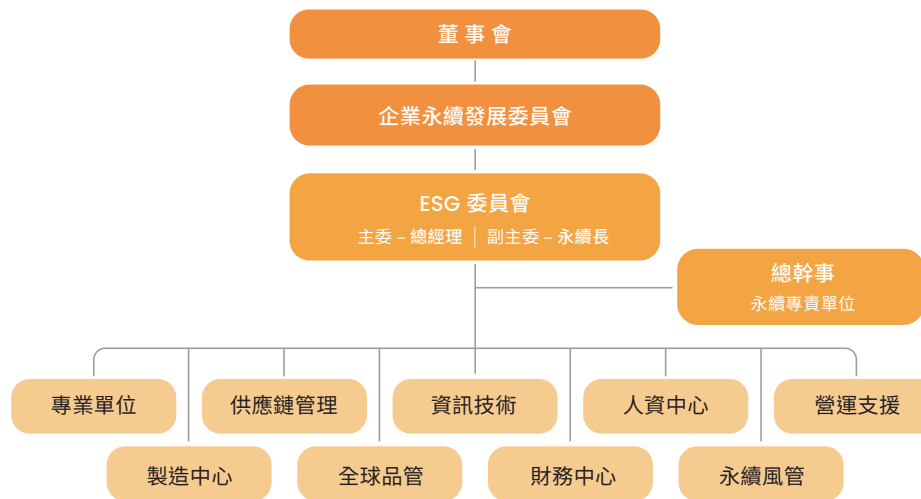 董事會
企業永續發展委員會
ESG 委員會
主委 – 總經理 | 副主委 – 永續長
總幹事
永續專責單位
專業單位
供應鏈管理
資訊技術
人資中心
營運支援
製造中心
全球品管
財務中心
永續風管